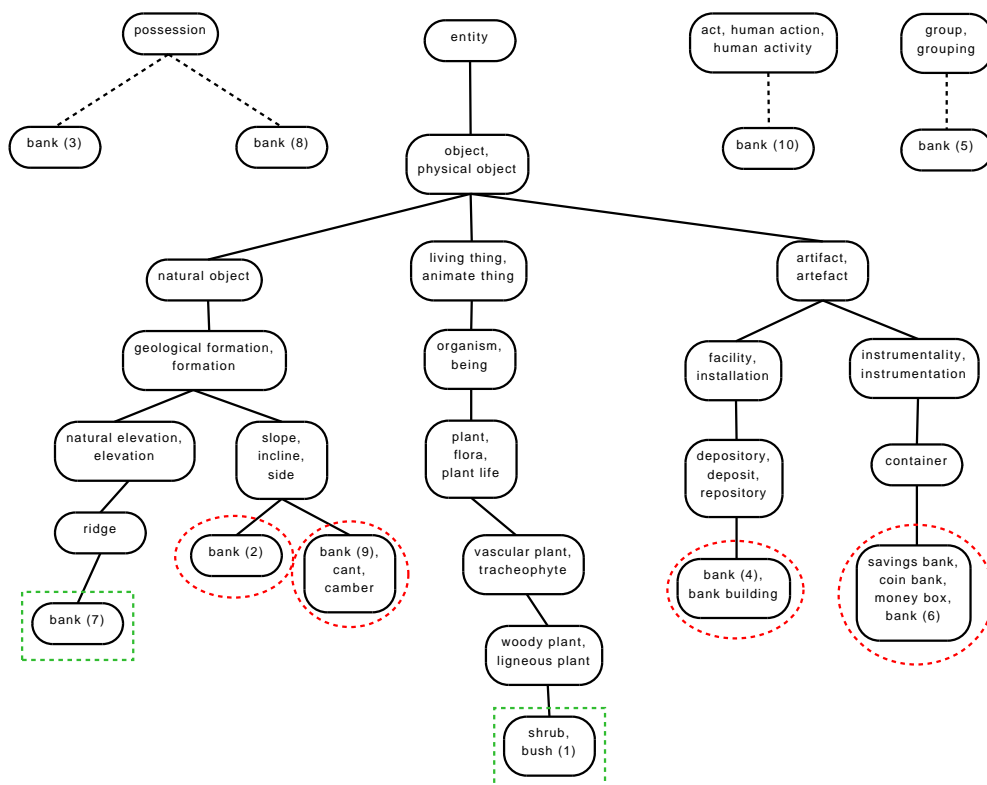 possession
entity
act, human action,
human activity
group,
grouping
bank (3)
bank (8)
object,
physical object
bank (10)
bank (5)
natural object
living thing,
animate thing
artifact,
artefact
geological formation,
formation
organism,
being
facility,
installation
instrumentality,
instrumentation
natural elevation,
elevation
slope,
incline,
side
plant,
flora,
plant life
depository,
deposit,
repository
container
ridge
bank (2)
bank (9),
cant,
camber
vascular plant,
tracheophyte
bank (4),
bank building
savings bank,
coin bank,
money box,
bank (6)
bank (7)
woody plant,
ligneous plant
shrub,
bush (1)